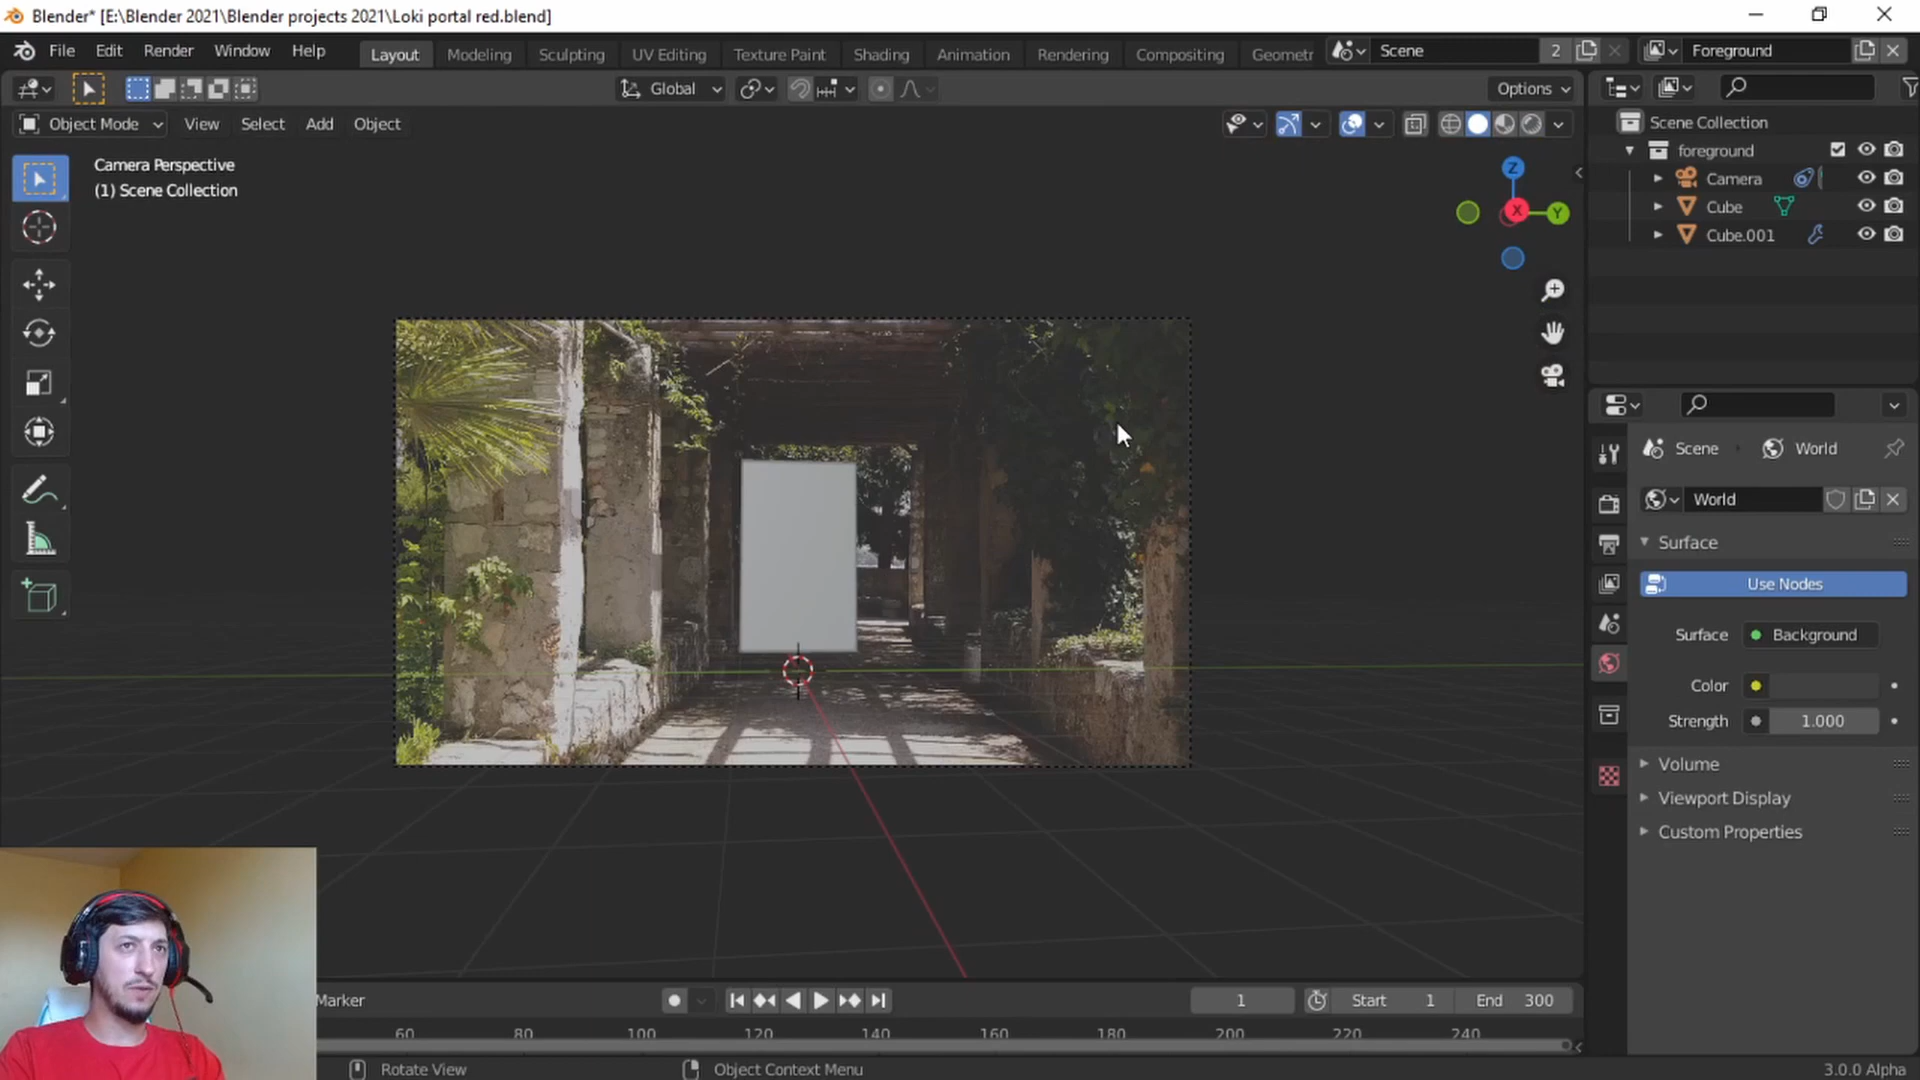 Blender* [E:\Blender 2021\Blender projects 2021\Loki portal red.blend]
File Edit Render Window Help
Layout Modeling Sculpting UV Editing Texture Paint Shading Animation Rendering Compositing Geometr
Scene 2
Foreground
Global
Options
Object Mode View Select Add Object
Scene Collection
foreground
Camera
Cube
Cube.001
Camera Perspective
(1) Scene Collection
Z
X
Y
Scene World
World
Surface
Use Nodes
Surface Background
Color
Strength 1.000
Volume
Viewport Display
Custom Properties
Marker
1
Start 1
End 300
60 80 100 120 140 160 180 200 220 240
Rotate View
Object Context Menu
3.0.0 Alpha